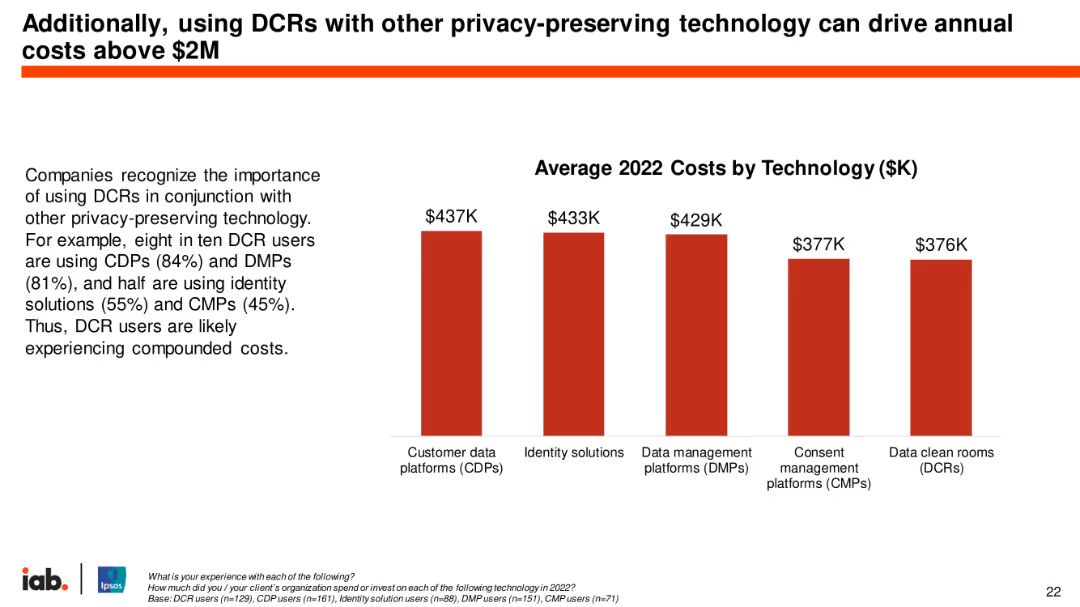 Additionally, using DCRs with other privacy-preserving technology can drive annual
costs above $2M
Companies recognize the importance
of using DCRs in conjunction with
other privacy-preserving technology.
For example, eight in ten DCR users
are using CDPs (84%) and DMPs
(81%), and half are using identity
solutions (55%) and CMPs (45%).
Thus, DCR users are likely
experiencing compounded costs.
Average 2022 Costs by Technology ($K)
$437K
$433K
$429K
$377K
$376K
Customer data
platforms (CDPs)
Identity solutions
Data management
platforms (DMPs)
Consent
management
platforms (CMPs)
Data clean rooms
(DCRs)
iab.
Ipsos
What is your experience with each of the following?
How much did you / your client's organization spend or invest on each of the following technology in 2022?
Base: DCR users (n=129), CDP users (n=161), Identity solution users (n=88), DMP users (n=151), CMP users (n=71)
22